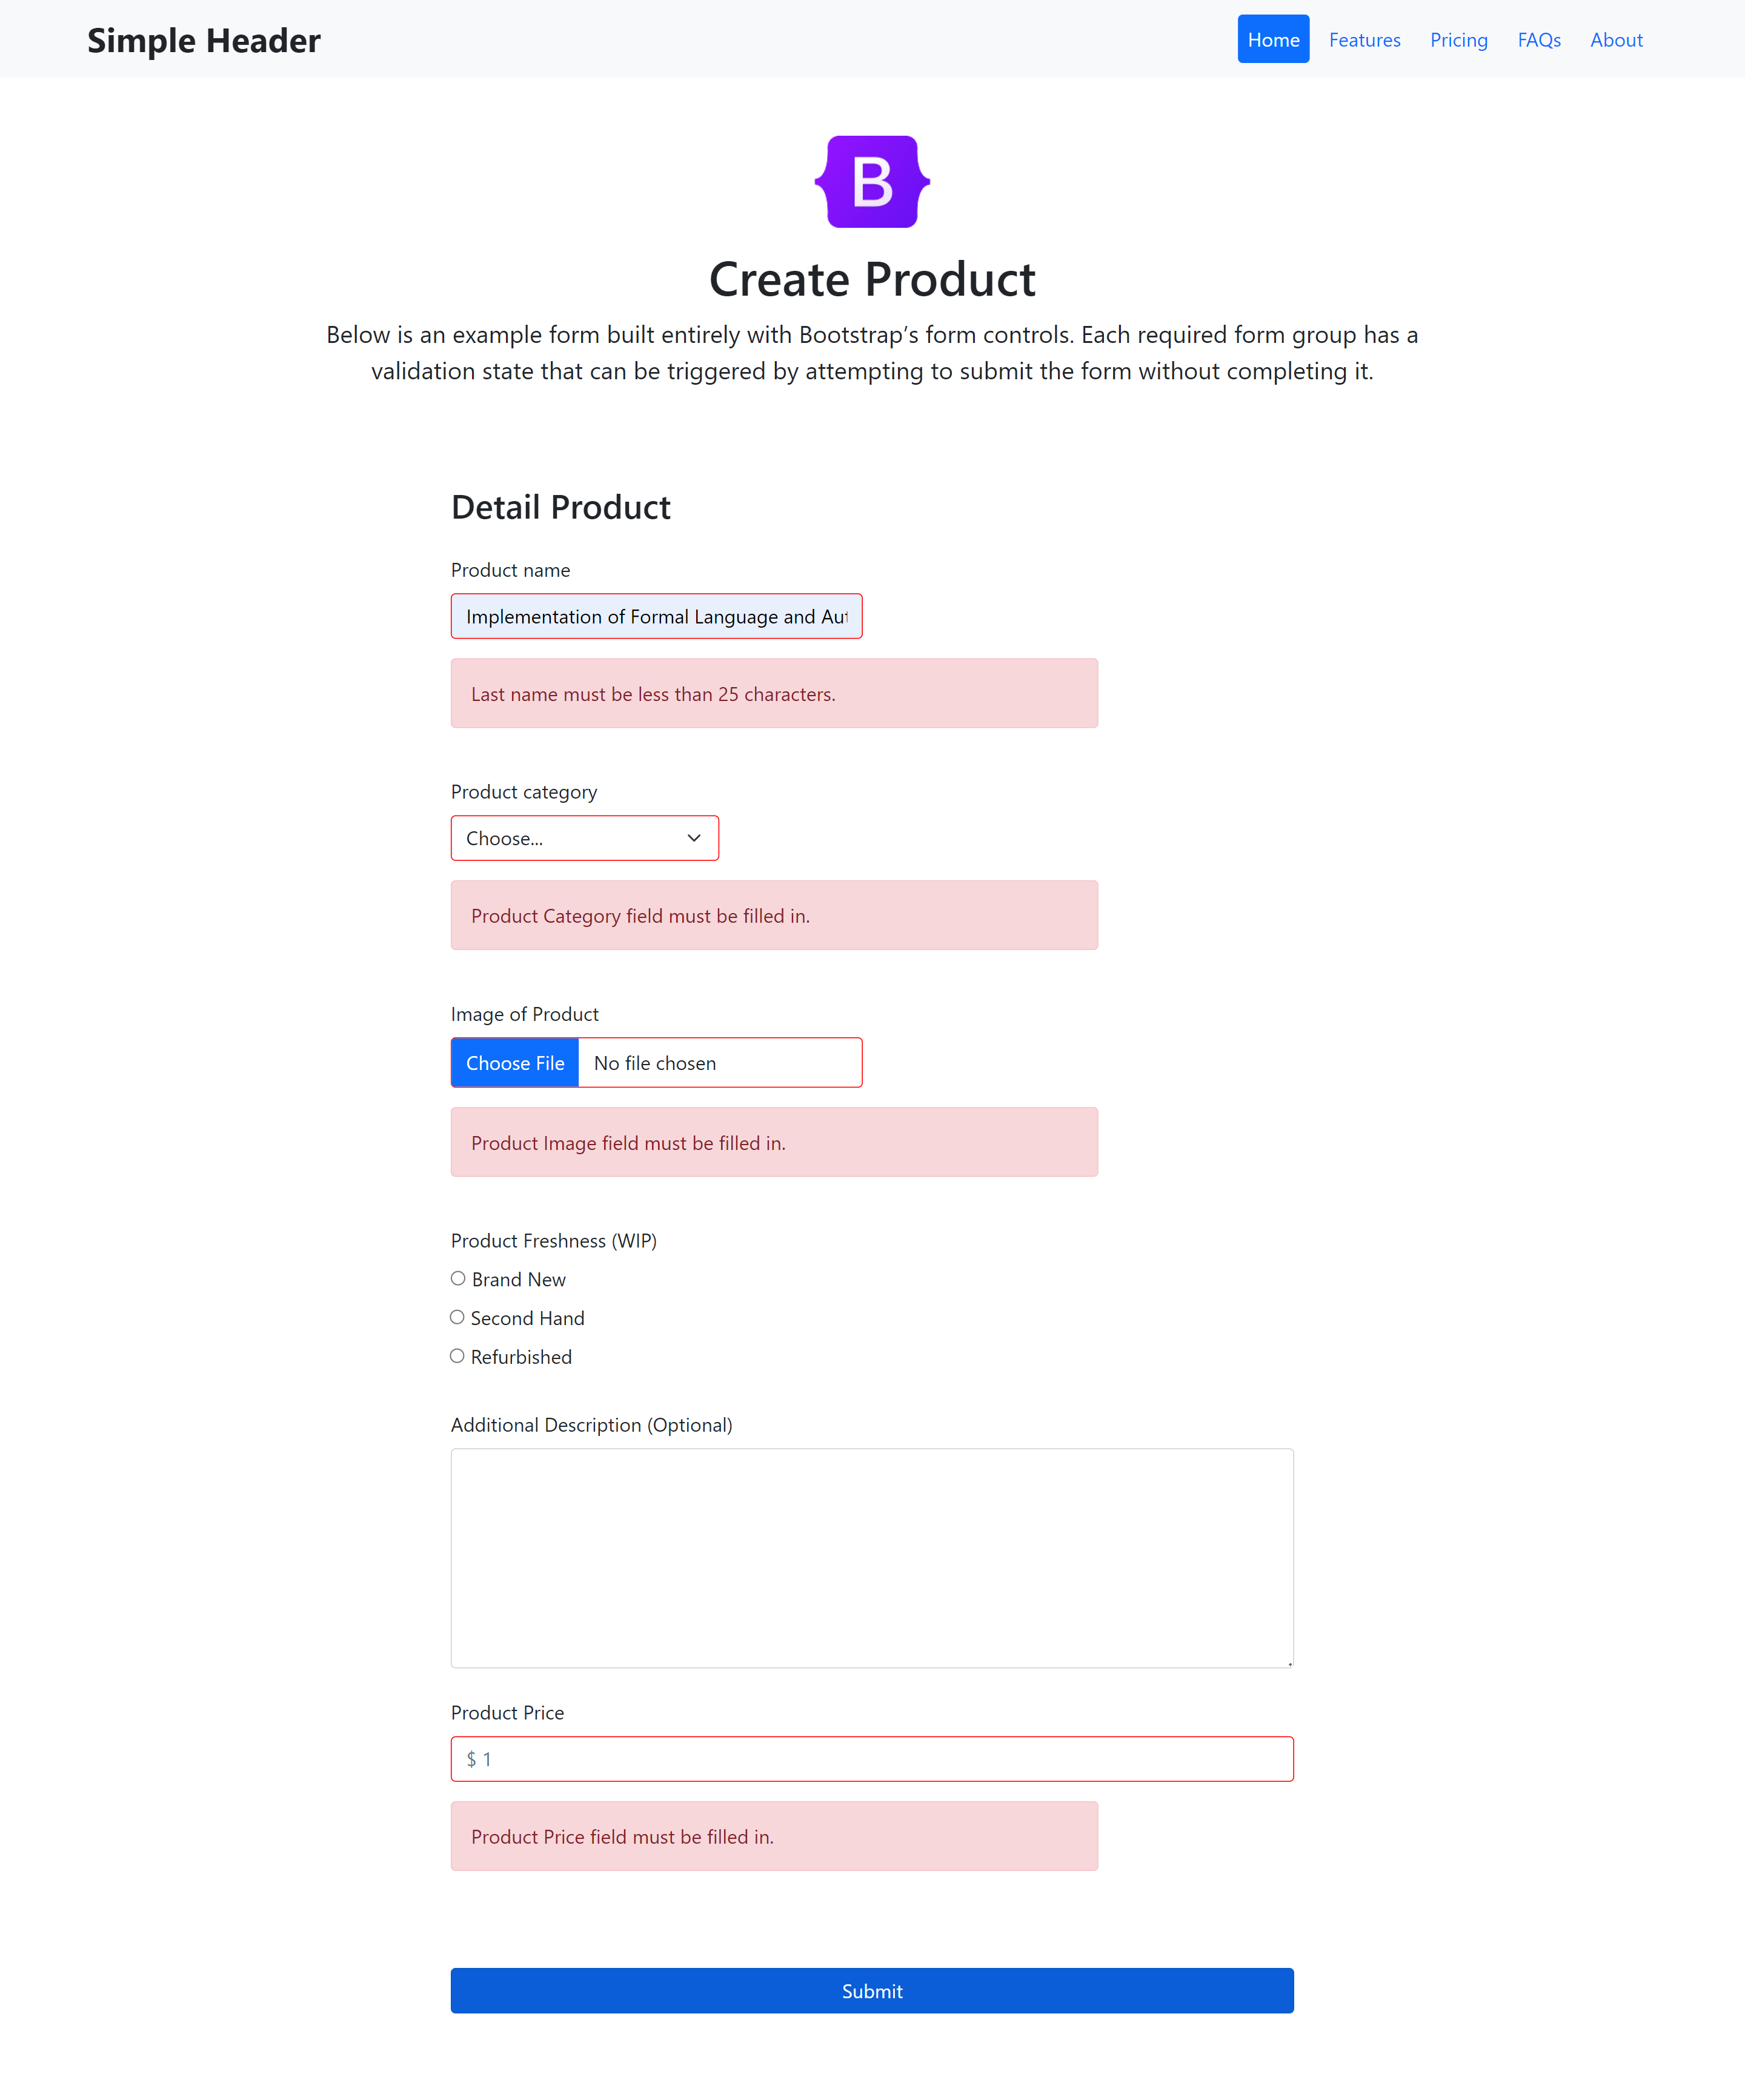 Simple Header
Home Features Pricing FAQs About
B
Create Product
Below is an example form built entirely with Bootstrap’s form controls. Each required form group has a
validation state that can be triggered by attempting to submit the form without completing it.
Detail Product
Product name
Implementation of Formal Language and Aut
Last name must be less than 25 characters.
Product category
Choose...
Product Category field must be filled in.
Image of Product
Choose File No file chosen
Product Image field must be filled in.
Product Freshness (WIP)
Brand New
Second Hand
Refurbished
Additional Description (Optional)
Product Price
$ 1
Product Price field must be filled in.
Submit